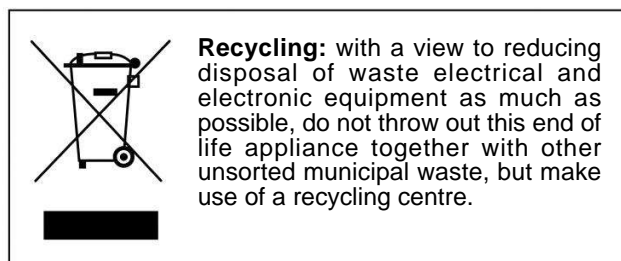 Recycling: with a view to reducing
disposal of waste electrical and
electronic equipment as much as
possible, do not throw out this end of
life appliance together with other
unsorted municipal waste, but make
use of a recycling centre.